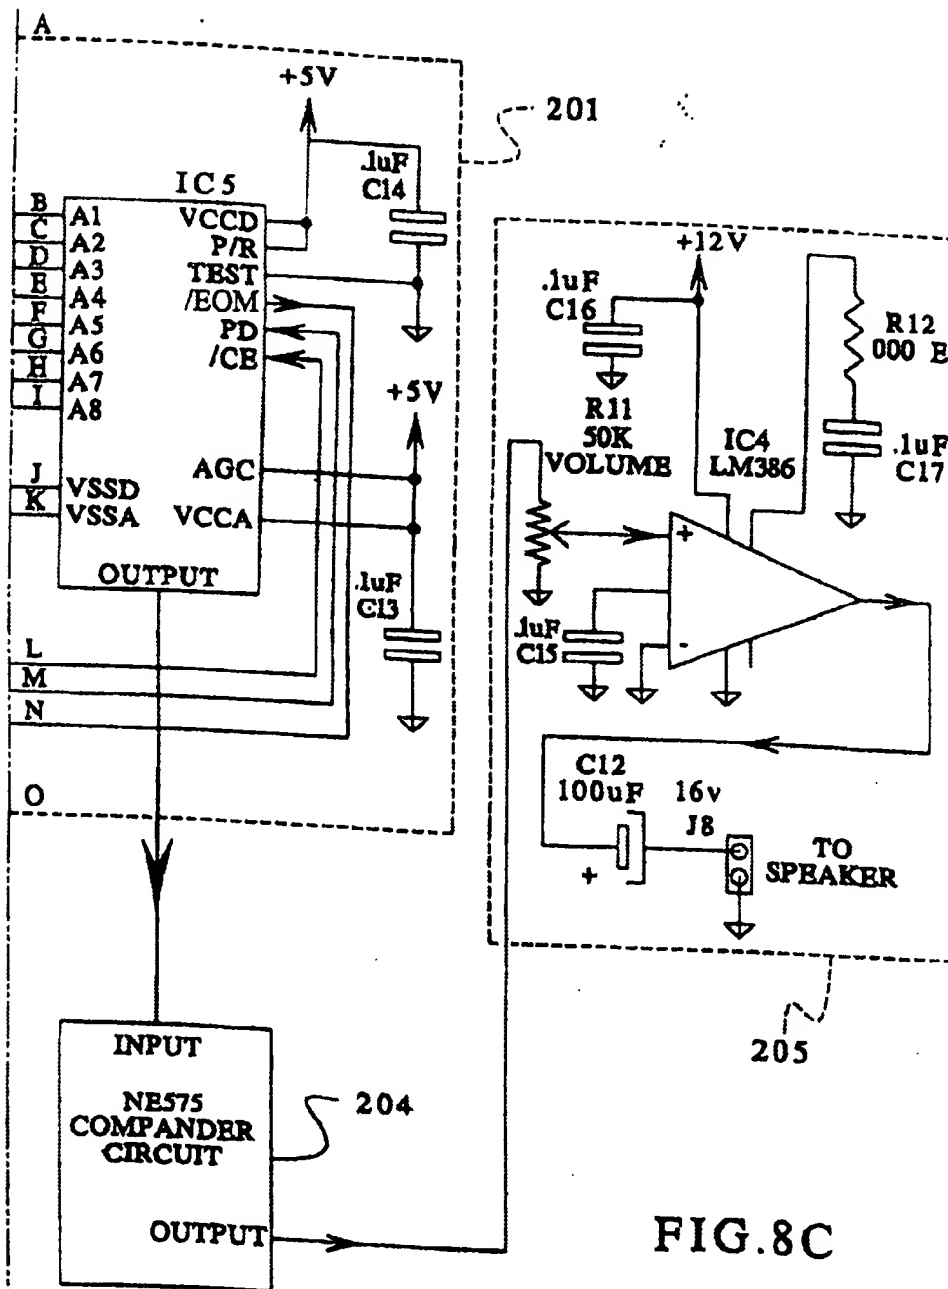 A
+5V
201
.1uF
C14
IC5
B
C
D
E
F
G
H
I
A1
A2
A3
A4
A5
A6
A7
A8
VCCD
P/R
TEST
/EOM
PD
/CE
+5V
J
K
VSSD
VSSA
AGC
VCCA
OUTPUT
.1uF
C13
L
M
N
O
+12V
.1uF
C16
R12
000 E
R11
50K
VOLUME
IC4
LM386
.1uF
C17
+
-
.1uF
C15
C12
100uF
16v
J8
+
TO
SPEAKER
205
INPUT
NE575
COMPANDER
CIRCUIT
204
OUTPUT
FIG.8C